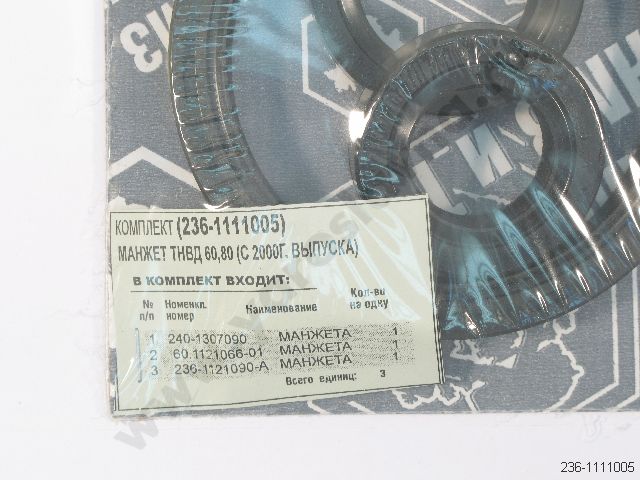 КОМПЛЕКТ (236-1111005)
МАНЖЕТ ТНВД 60,80 (С 2000Г. ВЫПУСКА)
В КОМПЛЕКТ ВХОДИТ:
№ п/п Номенкл. номер Наименование Кол-во на одку
1 240-1307090 МАНЖЕТА 1
2 60.1121066-01 МАНЖЕТА 1
3 236-1121090-А МАНЖЕТА 1
Всего единиц: 3
236-1111005